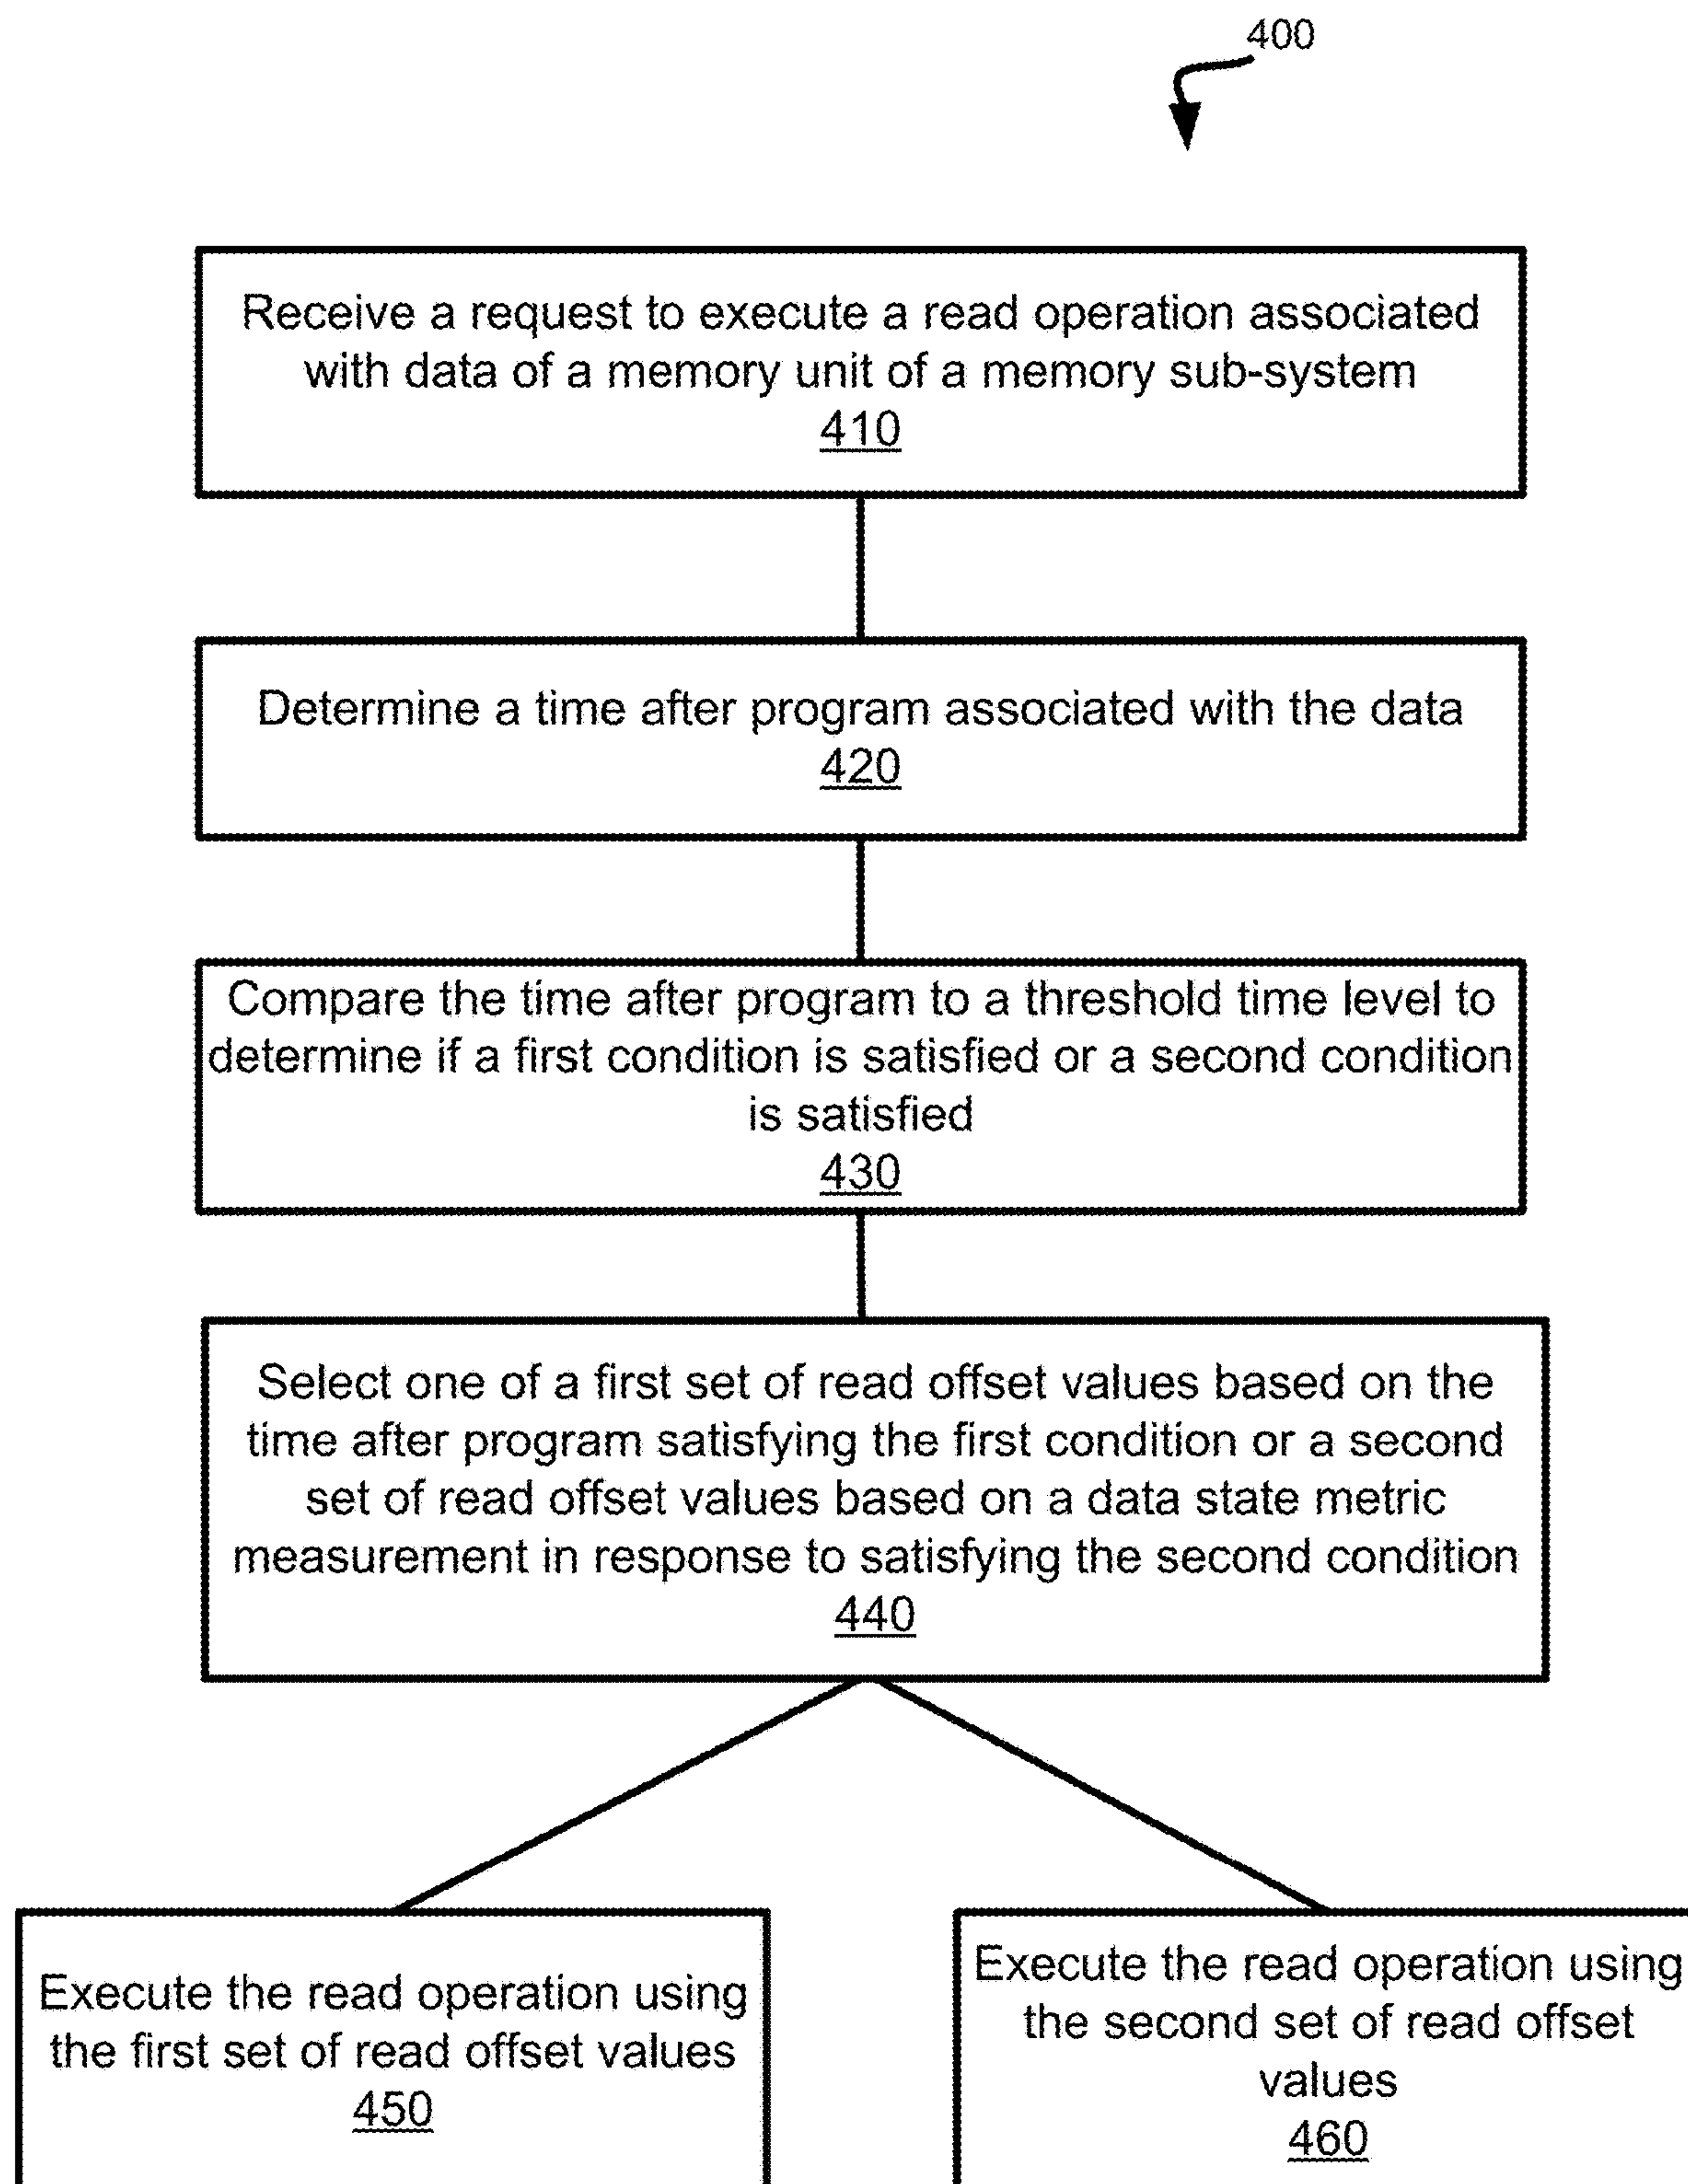 400
Receive a request to execute a read operation associated
with data of a memory unit of a memory sub-system
410
Determine a time after program associated with the data
420
Compare the time after program to a threshold time level to
determine if a first condition is satisfied or a second condition
is satisfied
430
Select one of a first set of read offset values based on the
time after program satisfying the first condition or a second
set of read offset values based on a data state metric
measurement in response to satisfying the second condition
440
Execute the read operation using
the first set of read offset values
450
Execute the read operation using
the second set of read offset
values
460